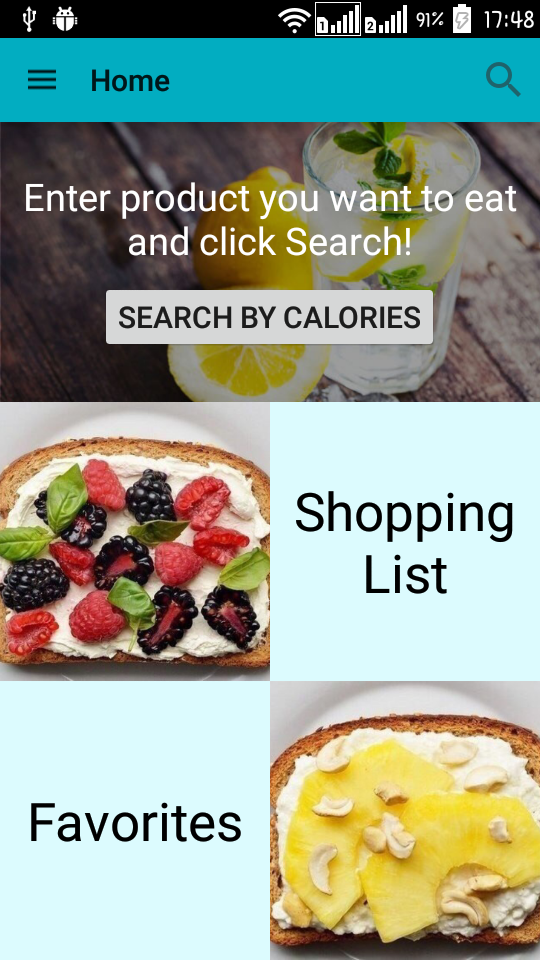 1 2 91% 17:48
Home
Enter product you want to eat
and click Search!
SEARCH BY CALORIES
Shopping
List
Favorites